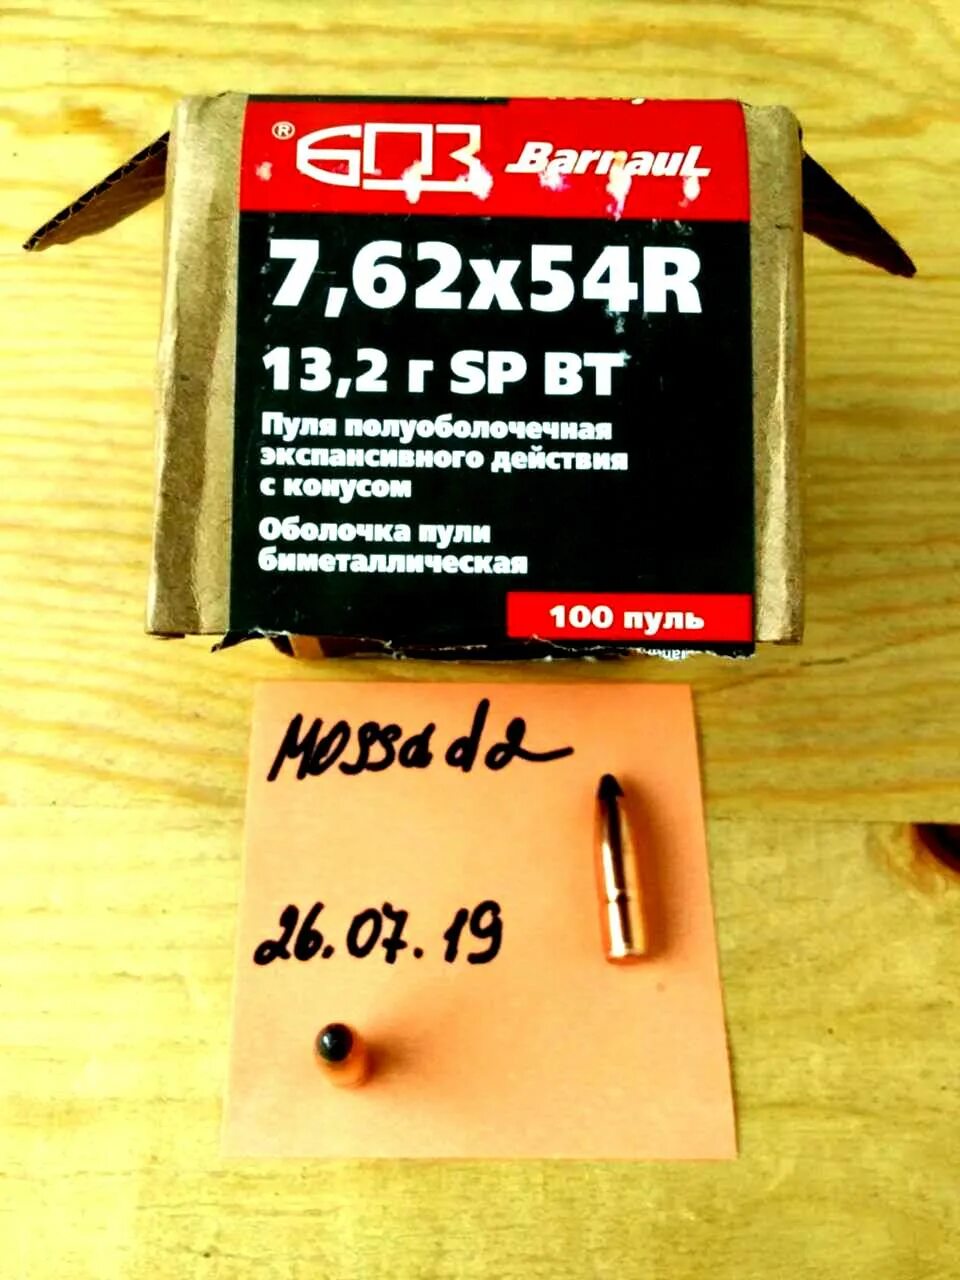 ® БПЗ Barnaul
7,62x54R
13,2 г SP BT
Пуля полуоболочечная
экспансивного действия
с конусом
Оболочка пули
биметаллическая
100 пуль
Mossad2
26.07.19